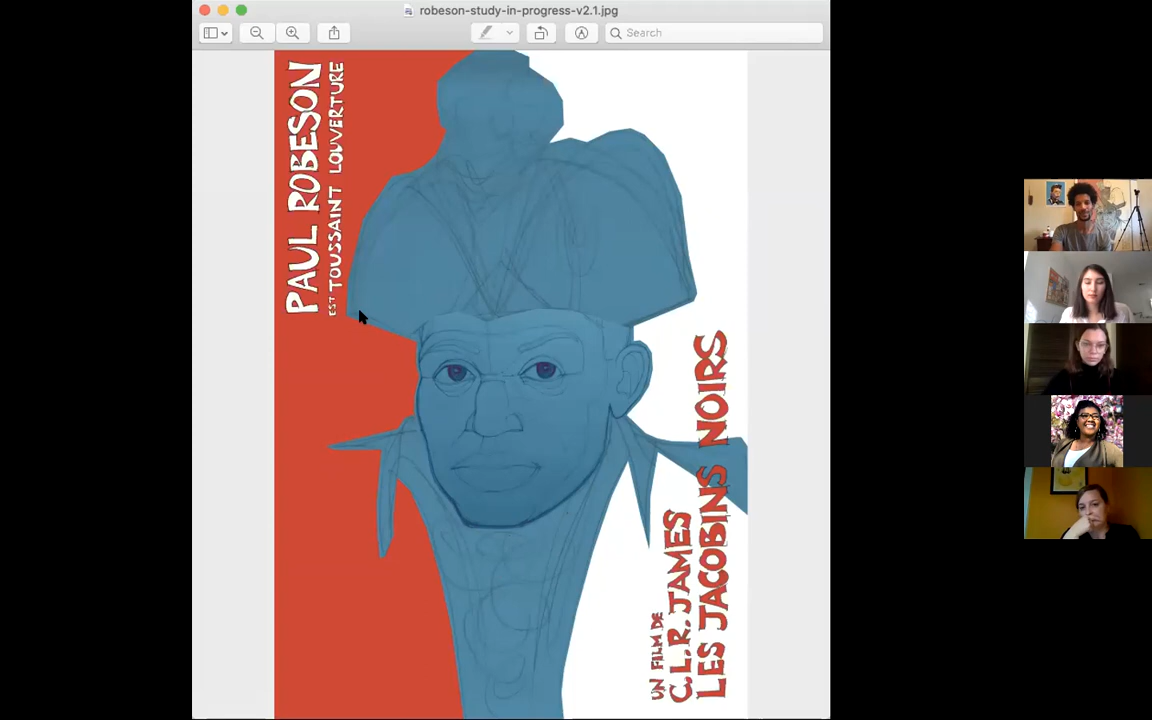 robeson-study-in-progress-v2.1.jpg
Search
PAUL ROBESON
EST TOUSSAINT LOUVERTURE
UN FILM DE
C.L.R. JAMES
LES JACOBINS NOIRS